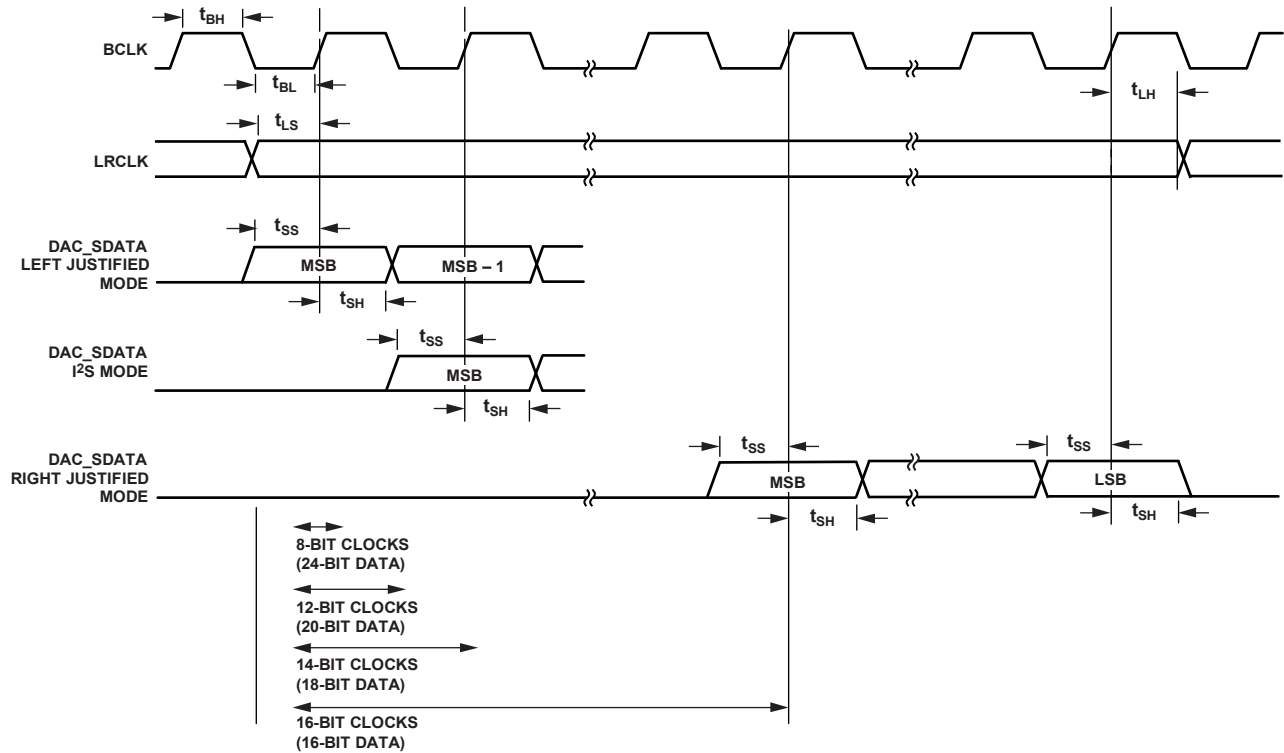 tBH
BCLK
tBL
tLH
tLS
LRCLK
tSS
DAC_SDATA
LEFT JUSTIFIED
MODE
MSB
MSB – 1
tSH
tSS
DAC_SDATA
I²S MODE
MSB
tSH
tSS
tSS
DAC_SDATA
RIGHT JUSTIFIED
MODE
MSB
LSB
tSH
tSH
8-BIT CLOCKS
(24-BIT DATA)
12-BIT CLOCKS
(20-BIT DATA)
14-BIT CLOCKS
(18-BIT DATA)
16-BIT CLOCKS
(16-BIT DATA)